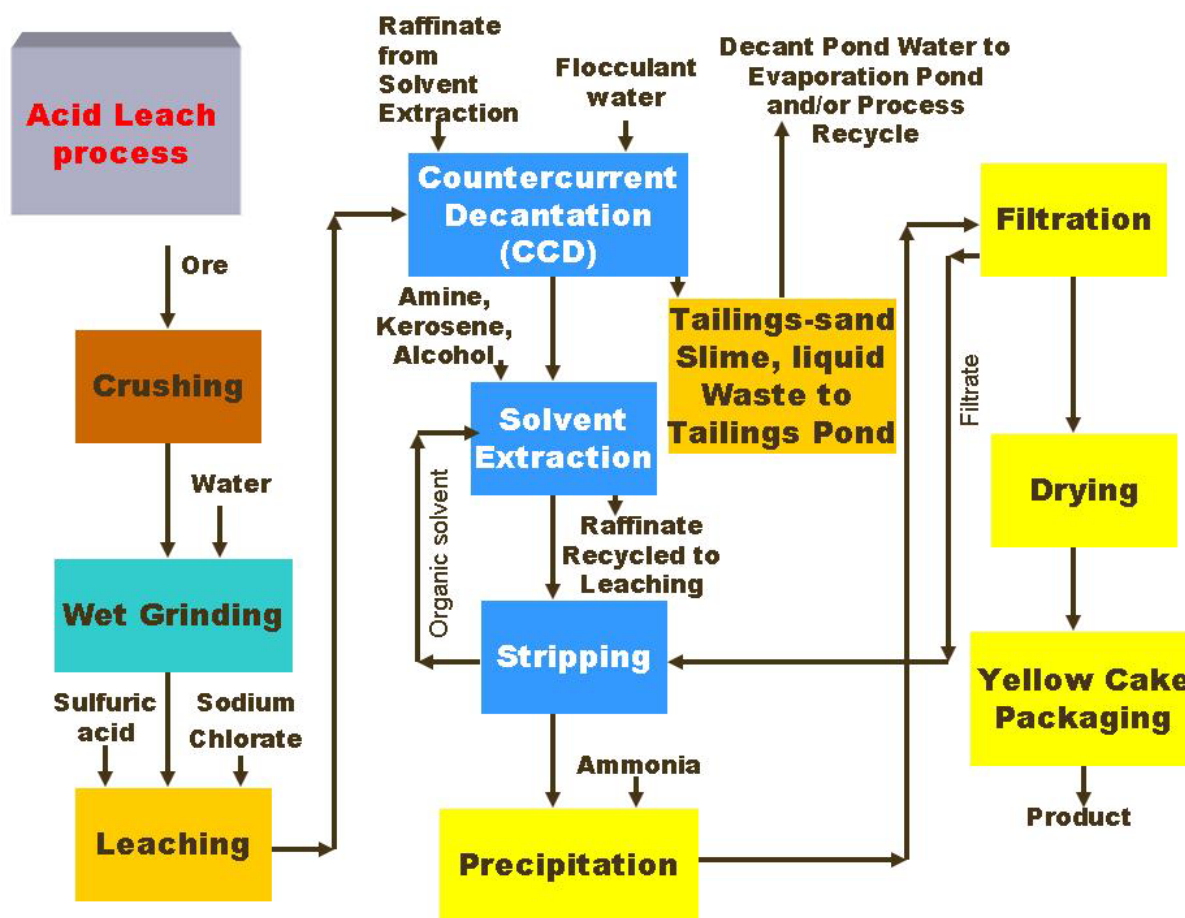 Acid Leach
process
Ore
Crushing
Water
Wet Grinding
Sulfuric
acid
Sodium
Chlorate
Leaching
Raffinate
from
Solvent
Extraction
Flocculant
water
Countercurrent
Decantation
(CCD)
Amine,
Kerosene,
Alcohol
Solvent
Extraction
Organic solvent
Raffinate
Recycled to
Leaching
Stripping
Ammonia
Precipitation
Decant Pond Water to
Evaporation Pond
and/or Process
Recycle
Tailings-sand
Slime, liquid
Waste to
Tailings Pond
Filtration
Filtrate
Drying
Yellow Cake
Packaging
Product